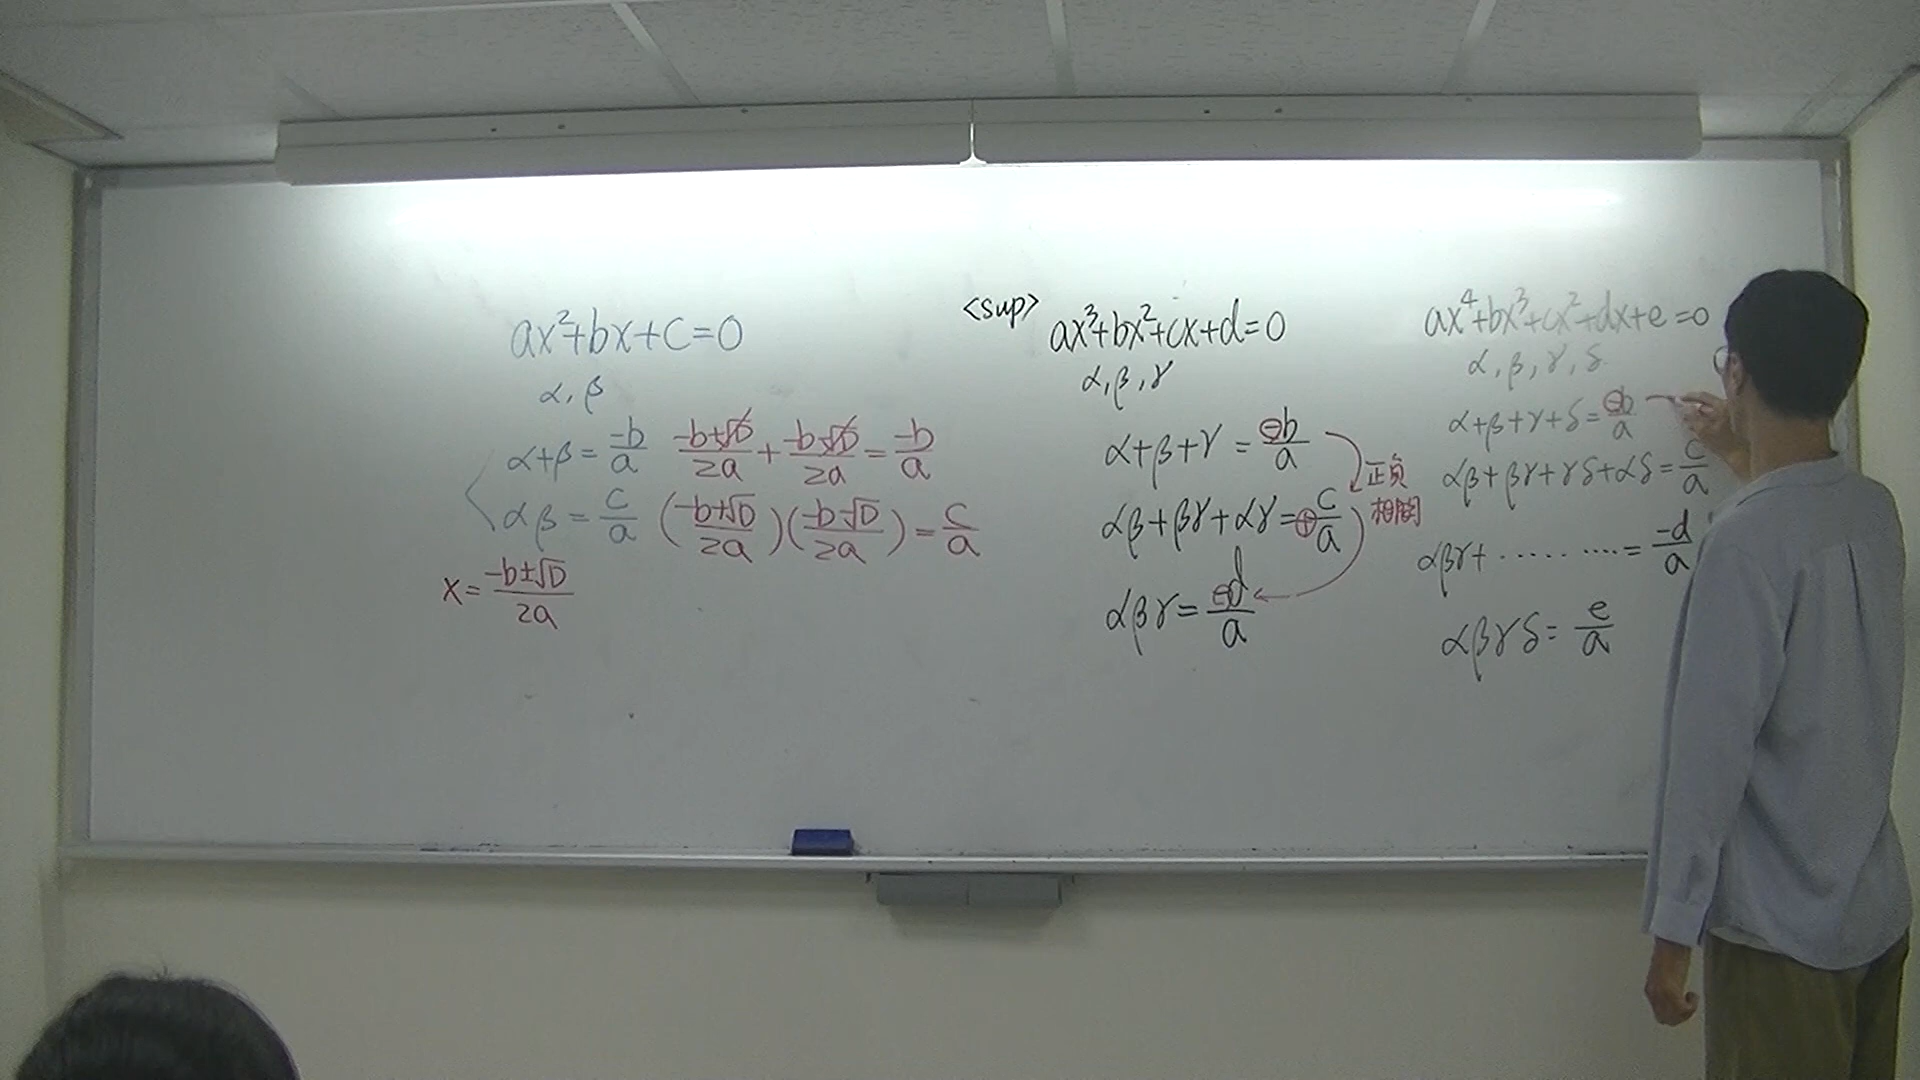 ax²+bx+c=0
α, β
α+β = -b/a  (-b+√D)/2a + (-b-√D)/2a = -b/a
αβ = c/a  ((-b+√D)/2a)((-b-√D)/2a) = c/a
x = (-b±√D)/2a
<sup> ax³+bx²+cx+d=0
α, β, γ
α+β+γ = ⊖b/a
正負
相間
αβ+βγ+αγ = ⊕c/a
αβγ = ⊖d/a
ax⁴+bx³+cx²+dx+e=0
α, β, γ, δ
α+β+γ+δ = ⊖b/a
αβ+βγ+γδ+αδ = c/a
αβγ+ ········· = -d/a
αβγδ = e/a